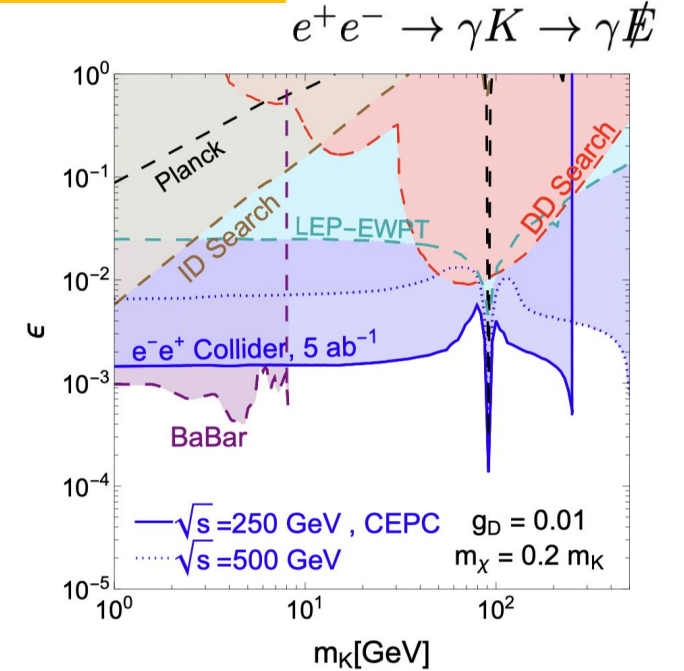 e⁺e⁻ → γK → γE̸
10⁰
10⁻¹
10⁻²
10⁻³
10⁻⁴
10⁻⁵
ϵ
Planck
ID Search
DD Search
LEP-EWPT
e⁻e⁺ Collider, 5 ab⁻¹
BaBar
√s =250 GeV , CEPC
g_D = 0.01
√s =500 GeV
m_χ = 0.2 m_K
10⁰
10¹
10²
m_K[GeV]